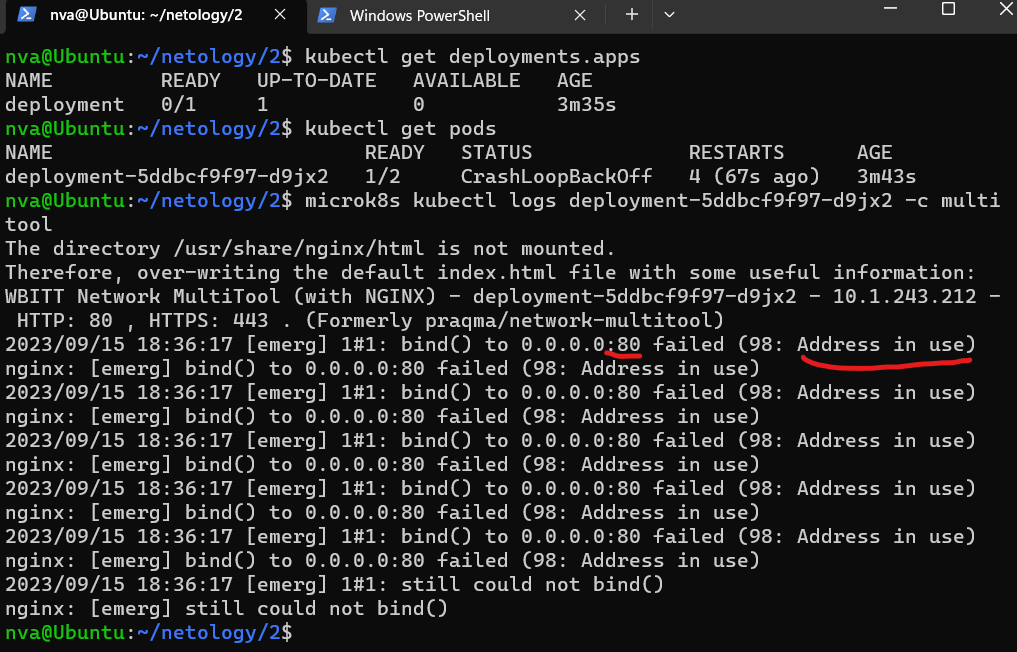 nva@Ubuntu: ~/netology/2
Windows PowerShell
nva@Ubuntu:~/netology/2$ kubectl get deployments.apps
NAME         READY   UP-TO-DATE   AVAILABLE   AGE
deployment   0/1     1            0           3m35s
nva@Ubuntu:~/netology/2$ kubectl get pods
NAME                          READY   STATUS             RESTARTS      AGE
deployment-5ddbcf9f97-d9jx2   1/2     CrashLoopBackOff   4 (67s ago)   3m43s
nva@Ubuntu:~/netology/2$ microk8s kubectl logs deployment-5ddbcf9f97-d9jx2 -c multi
tool
The directory /usr/share/nginx/html is not mounted.
Therefore, over-writing the default index.html file with some useful information:
WBITT Network MultiTool (with NGINX) - deployment-5ddbcf9f97-d9jx2 - 10.1.243.212 -
 HTTP: 80 , HTTPS: 443 . (Formerly praqma/network-multitool)
2023/09/15 18:36:17 [emerg] 1#1: bind() to 0.0.0.0:80 failed (98: Address in use)
nginx: [emerg] bind() to 0.0.0.0:80 failed (98: Address in use)
2023/09/15 18:36:17 [emerg] 1#1: bind() to 0.0.0.0:80 failed (98: Address in use)
nginx: [emerg] bind() to 0.0.0.0:80 failed (98: Address in use)
2023/09/15 18:36:17 [emerg] 1#1: bind() to 0.0.0.0:80 failed (98: Address in use)
nginx: [emerg] bind() to 0.0.0.0:80 failed (98: Address in use)
2023/09/15 18:36:17 [emerg] 1#1: bind() to 0.0.0.0:80 failed (98: Address in use)
nginx: [emerg] bind() to 0.0.0.0:80 failed (98: Address in use)
2023/09/15 18:36:17 [emerg] 1#1: bind() to 0.0.0.0:80 failed (98: Address in use)
nginx: [emerg] bind() to 0.0.0.0:80 failed (98: Address in use)
2023/09/15 18:36:17 [emerg] 1#1: still could not bind()
nginx: [emerg] still could not bind()
nva@Ubuntu:~/netology/2$